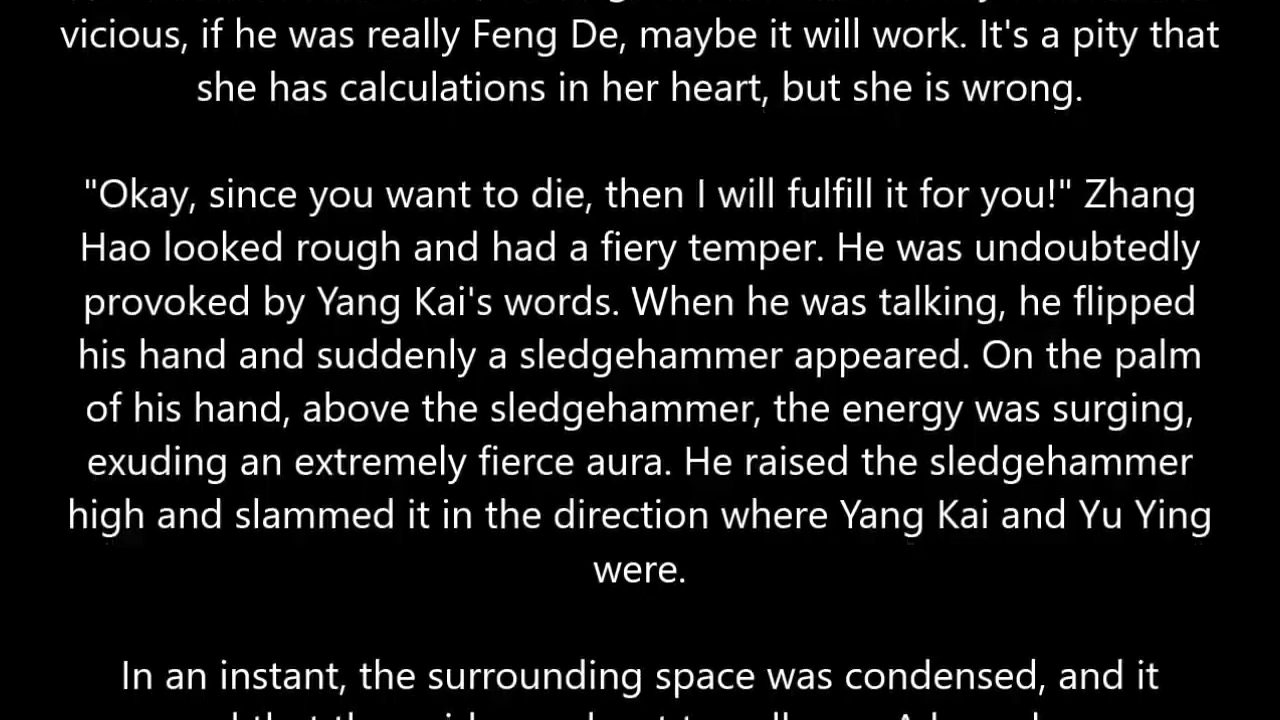 vicious, if he was really Feng De, maybe it will work. It's a pity that
she has calculations in her heart, but she is wrong.
"Okay, since you want to die, then I will fulfill it for you!" Zhang
Hao looked rough and had a fiery temper. He was undoubtedly
provoked by Yang Kai's words. When he was talking, he flipped
his hand and suddenly a sledgehammer appeared. On the palm
of his hand, above the sledgehammer, the energy was surging,
exuding an extremely fierce aura. He raised the sledgehammer
high and slammed it in the direction where Yang Kai and Yu Ying
were.
In an instant, the surrounding space was condensed, and it